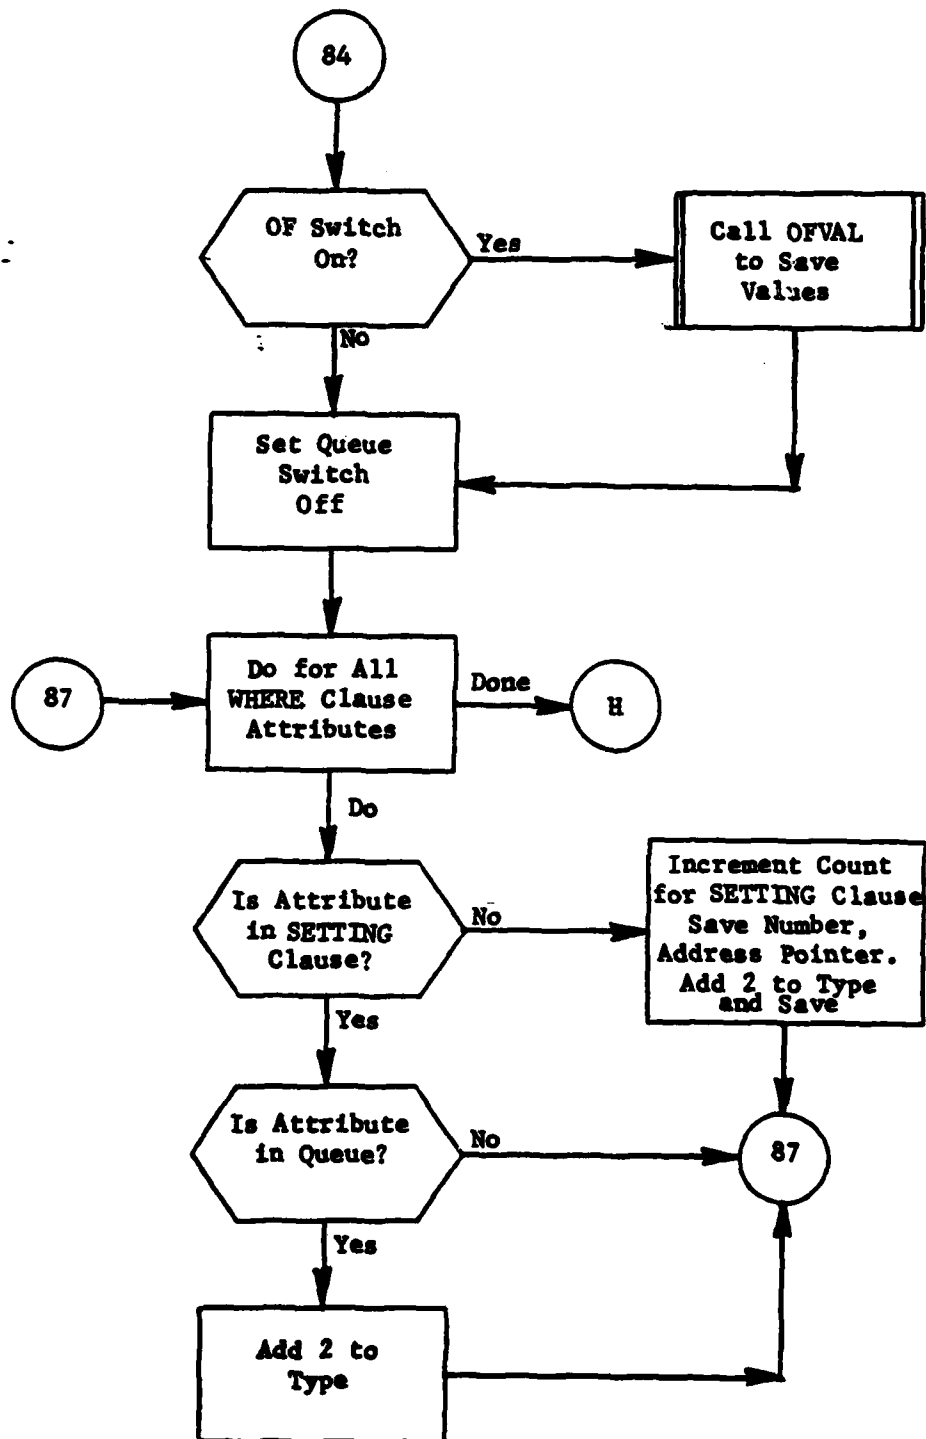 84
OF Switch
On?
Yes
Call OFVAL
to Save
Values
No
Set Queue
Switch
Off
87
Do for All
WHERE Clause
Attributes
Done
H
Do
Is Attribute
in SETTING
Clause?
No
Increment Count
for SETTING Clause
Save Number,
Address Pointer.
Add 2 to Type
and Save
Yes
Is Attribute
in Queue?
No
87
Yes
Add 2 to
Type